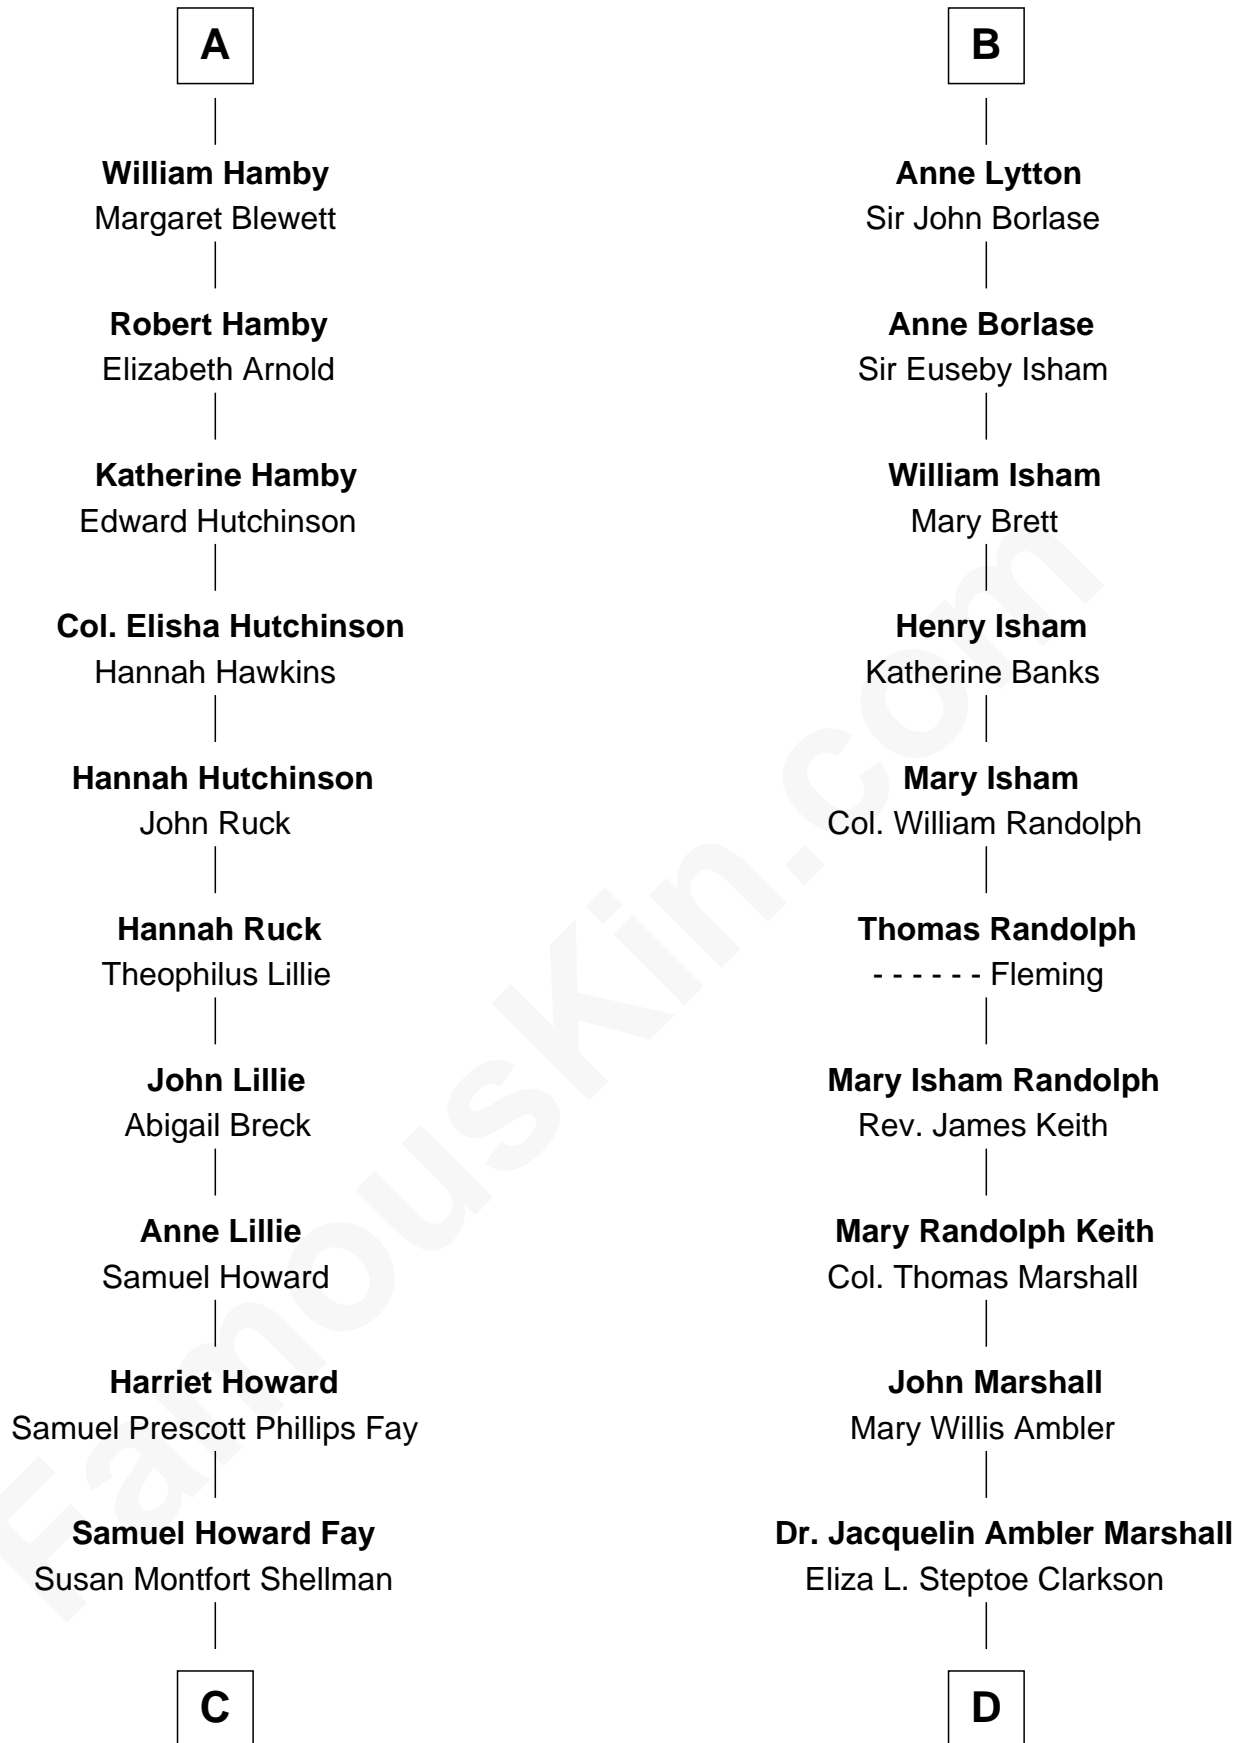 A
William Hamby
Margaret Blewett
Robert Hamby
Elizabeth Arnold
Katherine Hamby
Edward Hutchinson
Col. Elisha Hutchinson
Hannah Hawkins
Hannah Hutchinson
John Ruck
Hannah Ruck
Theophilus Lillie
John Lillie
Abigail Breck
Anne Lillie
Samuel Howard
Harriet Howard
Samuel Prescott Phillips Fay
Samuel Howard Fay
Susan Montfort Shellman
C
B
Anne Lytton
Sir John Borlase
Anne Borlase
Sir Euseby Isham
William Isham
Mary Brett
Henry Isham
Katherine Banks
Mary Isham
Col. William Randolph
Thomas Randolph
- - - - - - Fleming
Mary Isham Randolph
Rev. James Keith
Mary Randolph Keith
Col. Thomas Marshall
John Marshall
Mary Willis Ambler
Dr. Jacquelin Ambler Marshall
Eliza L. Steptoe Clarkson
D
FamousKin.com